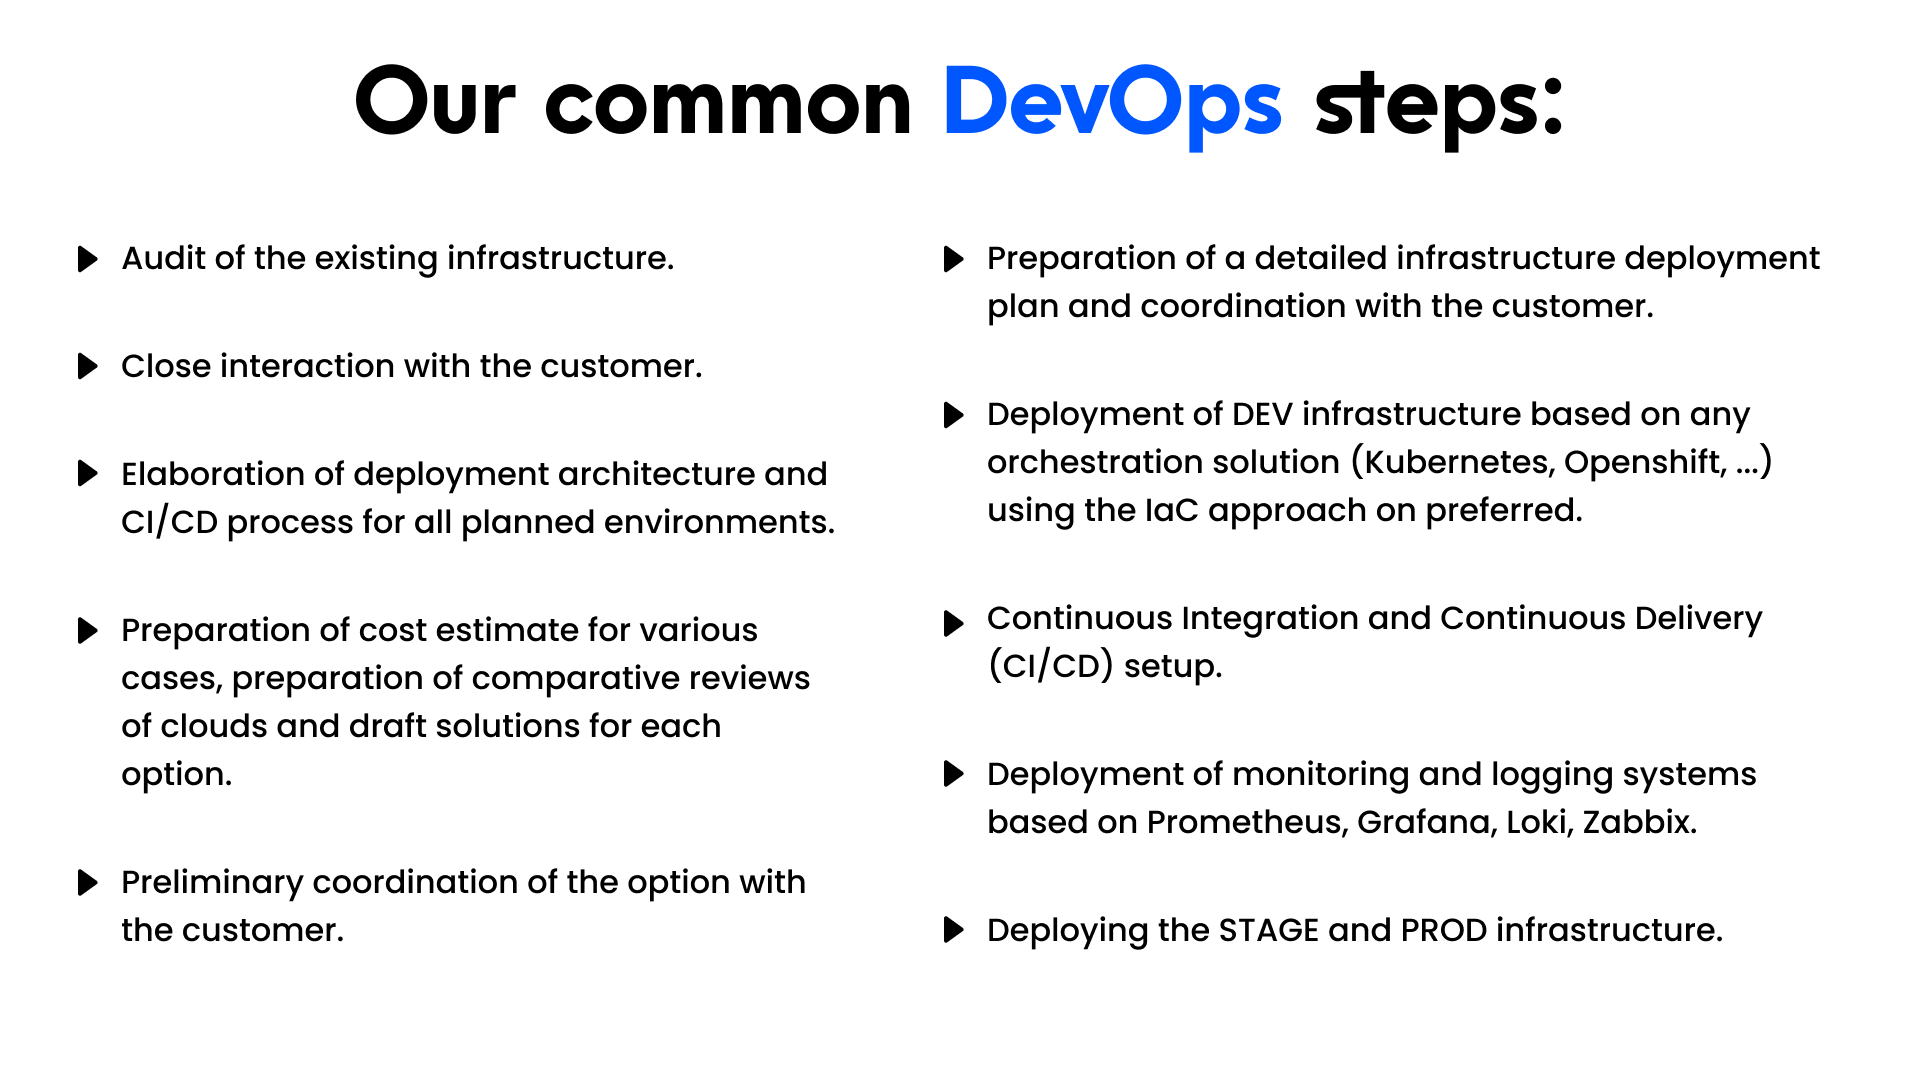 Our common DevOps steps:
Audit of the existing infrastructure.
Close interaction with the customer.
Elaboration of deployment architecture and
CI/CD process for all planned environments.
Preparation of cost estimate for various
cases, preparation of comparative reviews
of clouds and draft solutions for each
option.
Preliminary coordination of the option with
the customer.
Preparation of a detailed infrastructure deployment
plan and coordination with the customer.
Deployment of DEV infrastructure based on any
orchestration solution (Kubernetes, Openshift, ...)
using the IaC approach on preferred.
Continuous Integration and Continuous Delivery
(CI/CD) setup.
Deployment of monitoring and logging systems
based on Prometheus, Grafana, Loki, Zabbix.
Deploying the STAGE and PROD infrastructure.